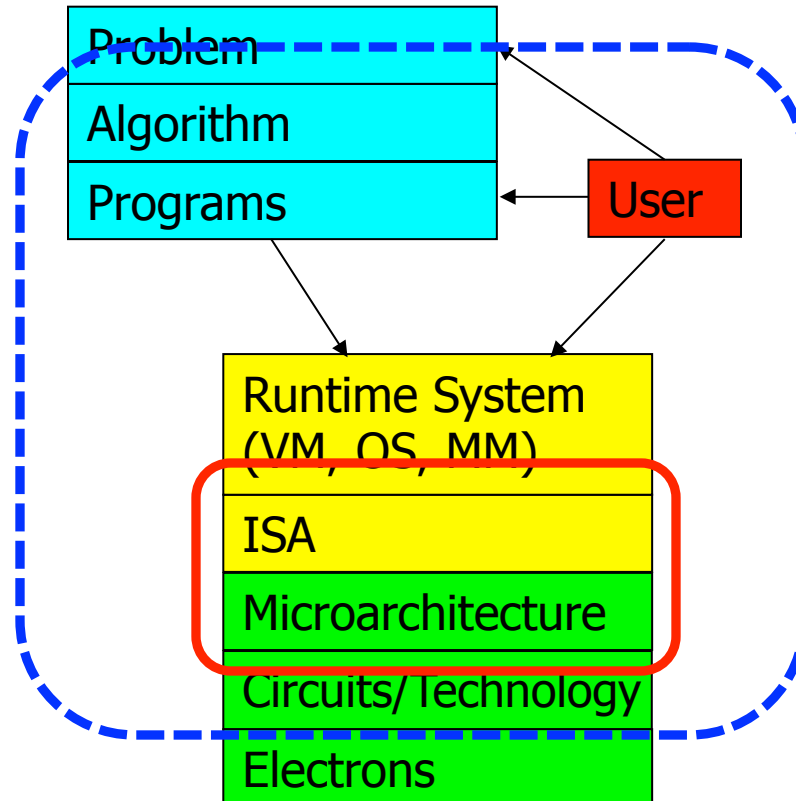 Problem
Algorithm
Programs
User
Runtime System
(VM, OS, MM)
ISA
Microarchitecture
Circuits/Technology
Electrons